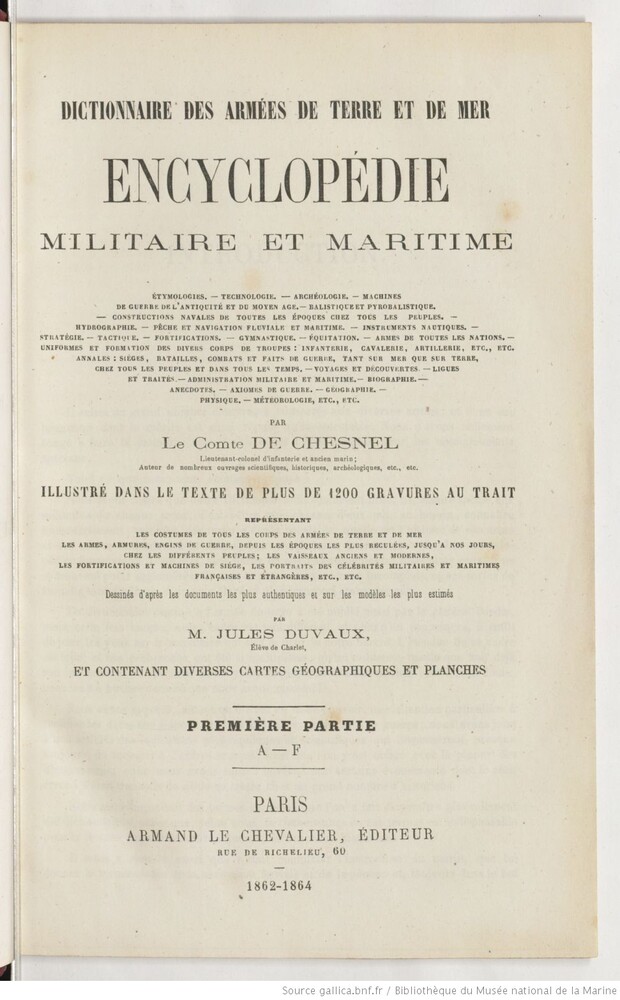 DICTIONNAIRE DES ARMÉES DE TERRE ET DE MER
ENCYCLOPÉDIE
MILITAIRE ET MARITIME
ÉTYMOLOGIES. — TECHNOLOGIE. — ARCHÉOLOGIE. — MACHINES
DE GUERRE DE L'ANTIQUITÉ ET DU MOYEN AGE. — BALISTIQUE ET PYROBALISTIQUE.
— CONSTRUCTIONS NAVALES DE TOUTES LES ÉPOQUES CHEZ TOUS LES PEUPLES. —
HYDROGRAPHIE. — PÊCHE ET NAVIGATION FLUVIALE ET MARITIME. — INSTRUMENTS NAUTIQUES. —
STRATÉGIE. — TACTIQUE. — FORTIFICATIONS. — GYMNASTIQUE. — ÉQUITATION. — ARMES DE TOUTES LES NATIONS. —
UNIFORMES ET FORMATION DES DIVERS CORPS DE TROUPES : INFANTERIE, CAVALERIE, ARTILLERIE, ETC., ETC.
ANNALES : SIÉGES, BATAILLES, COMBATS ET FAITS DE GUERRE, TANT SUR MER QUE SUR TERRE,
CHEZ TOUS LES PEUPLES ET DANS TOUS LES TEMPS. — VOYAGES ET DÉCOUVERTES. — LIGUES
ET TRAITÉS. — ADMINISTRATION MILITAIRE ET MARITIME. — BIOGRAPHIE. —
ANECDOTES. — AXIOMES DE GUERRE. — GÉOGRAPHIE. —
PHYSIQUE. — MÉTÉOROLOGIE, ETC., ETC.
PAR
Le Comte DE CHESNEL
Lieutenant-colonel d'infanterie et ancien marin ;
Auteur de nombreux ouvrages scientifiques, historiques, archéologiques, etc., etc.
ILLUSTRÉ DANS LE TEXTE DE PLUS DE 1200 GRAVURES AU TRAIT
REPRÉSENTANT
LES COSTUMES DE TOUS LES CORPS DES ARMÉES DE TERRE ET DE MER
LES ARMES, ARMURES, ENGINS DE GUERRE, DEPUIS LES ÉPOQUES LES PLUS RECULÉES, JUSQU'A NOS JOURS,
CHEZ LES DIFFÉRENTS PEUPLES ; LES VAISSEAUX ANCIENS ET MODERNES,
LES FORTIFICATIONS ET MACHINES DE SIÉGE, LES PORTRAITS DES CÉLÉBRITÉS MILITAIRES ET MARITIMES
FRANÇAISES ET ÉTRANGÈRES, ETC., ETC.
Dessinés d'après les documents les plus authentiques et sur les modèles les plus estimés
PAR
M. JULES DUVAUX,
Élève de Charlet,
ET CONTENANT DIVERSES CARTES GÉOGRAPHIQUES ET PLANCHES
PREMIÈRE PARTIE
A — F
PARIS
ARMAND LE CHEVALIER, ÉDITEUR
RUE DE RICHELIEU, 60
1862-1864
Source gallica.bnf.fr / Bibliothèque du Musée national de la Marine